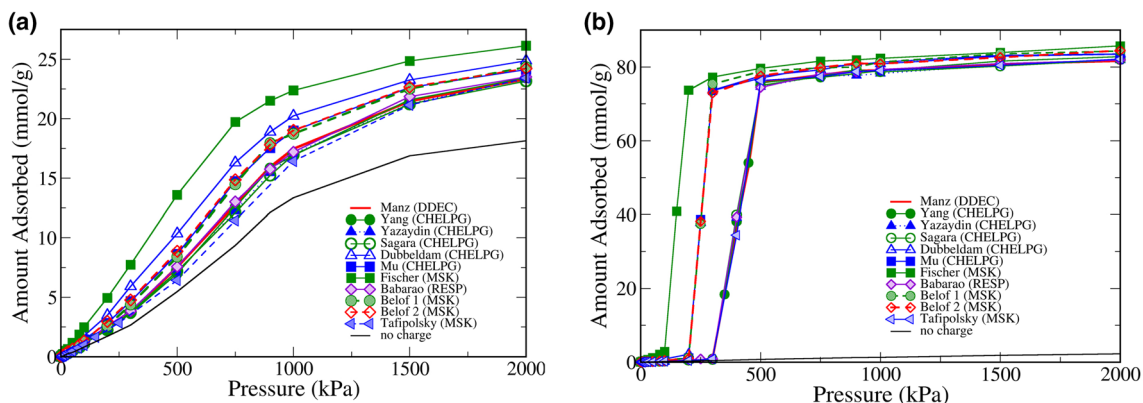 (a)
Amount Adsorbed (mmol/g)
25
20
15
10
5
0
0
500
1000
1500
2000
Pressure (kPa)
Manz (DDEC)
Yang (CHELPG)
Yazaydin (CHELPG)
Sagara (CHELPG)
Dubbeldam (CHELPG)
Mu (CHELPG)
Fischer (MSK)
Babarao (RESP)
Belof 1 (MSK)
Belof 2 (MSK)
Tafipolsky (MSK)
no charge
(b)
Amount Adsorbed (mmol/g)
80
60
40
20
0
0
500
1000
1500
2000
Pressure (kPa)
Manz (DDEC)
Yang (CHELPG)
Yazaydin (CHELPG)
Sagara (CHELPG)
Dubbeldam (CHELPG)
Mu (CHELPG)
Fischer (MSK)
Babarao (RESP)
Belof 1 (MSK)
Belof 2 (MSK)
Tafipolsky (MSK)
no charge